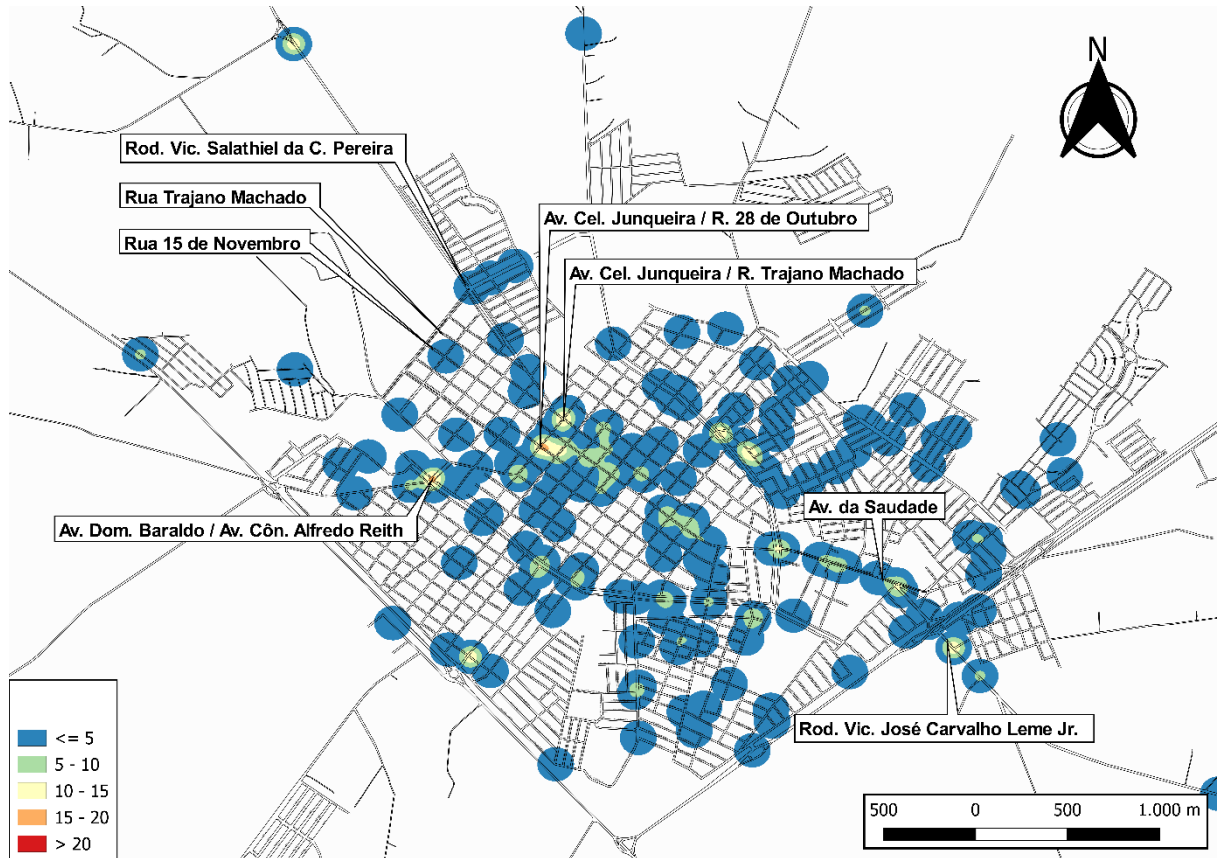 N
Rod. Vic. Salathiel da C. Pereira
Rua Trajano Machado
Av. Cel. Junqueira / R. 28 de Outubro
Rua 15 de Novembro
Av. Cel. Junqueira / R. Trajano Machado
Av. da Saudade
Av. Dom. Baraldo / Av. Côn. Alfredo Reith
Rod. Vic. José Carvalho Leme Jr.
<= 5
5 - 10
10 - 15
15 - 20
> 20
500 0 500 1.000 m